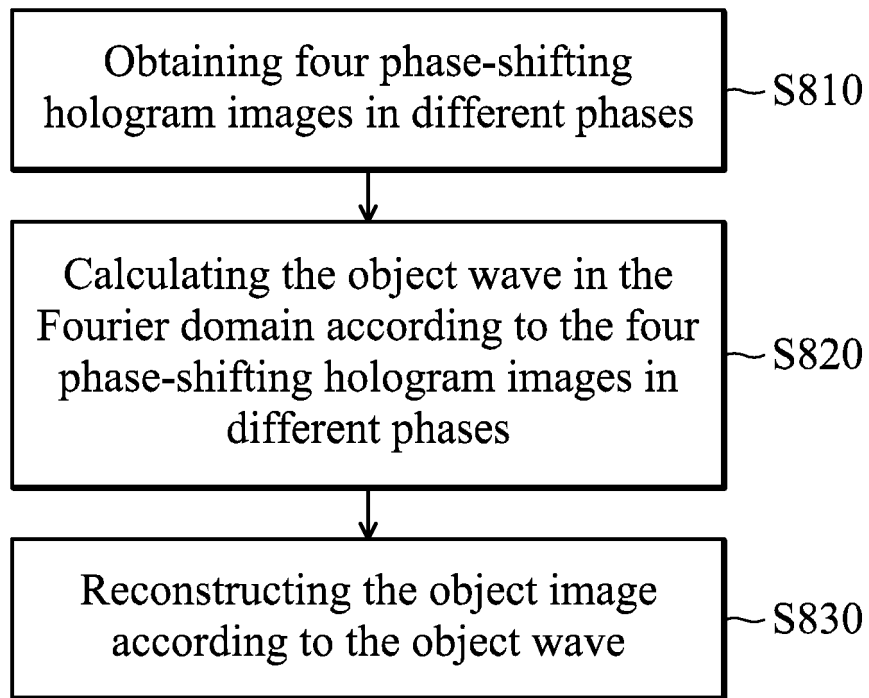 Obtaining four phase-shifting
hologram images in different phases
S810
Calculating the object wave in the
Fourier domain according to the four
phase-shifting hologram images in
different phases
S820
Reconstructing the object image
according to the object wave
S830